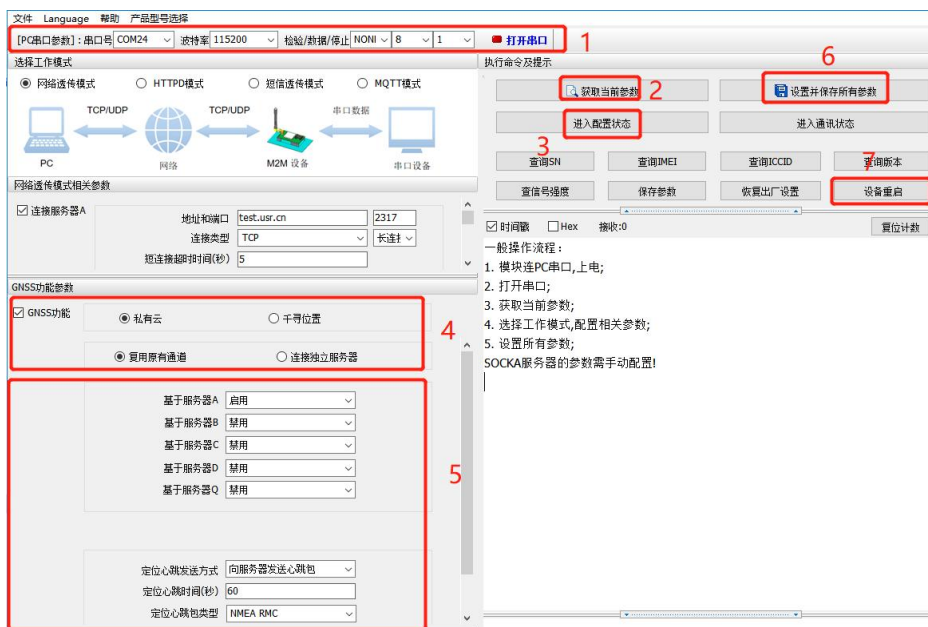 文件 Language 帮助 产品型号选择
[PC串口参数]：串口号 COM24 波特率 115200 检验/数据/停止 NONI 8 1 打开串口 1
选择工作模式
网络透传模式 HTTPD模式 短信透传模式 MQTT模式
TCP/UDP TCP/UDP 串口数据
PC 网络 M2M 设备 串口设备
网络透传模式相关参数
连接服务器A
地址和端口 test.usr.cn 2317
连接类型 TCP 长连接
短连接超时时间(秒) 5
GNSS功能参数
GNSS功能 私有云 千寻位置
4
复用原有通道 连接独立服务器
基于服务器A 启用
基于服务器B 禁用
基于服务器C 禁用
基于服务器D 禁用
5
基于服务器Q 禁用
定位心跳发送方式 向服务器发送心跳包
定位心跳时间(秒) 60
定位心跳包类型 NMEA RMC
执行命令及提示
6
获取当前参数 2 设置并保存所有参数
进入配置状态 进入通讯状态
3
7
查询SN 查询IMEI 查询ICCID 查询版本
查信号强度 保存参数 恢复出厂设置 设备重启
时间戳 Hex 接收:0 复位计数
一般操作流程：
1. 模块连PC串口,上电;
2. 打开串口;
3. 获取当前参数;
4. 选择工作模式,配置相关参数;
5. 设置所有参数;
SOCKA服务器的参数需手动配置!